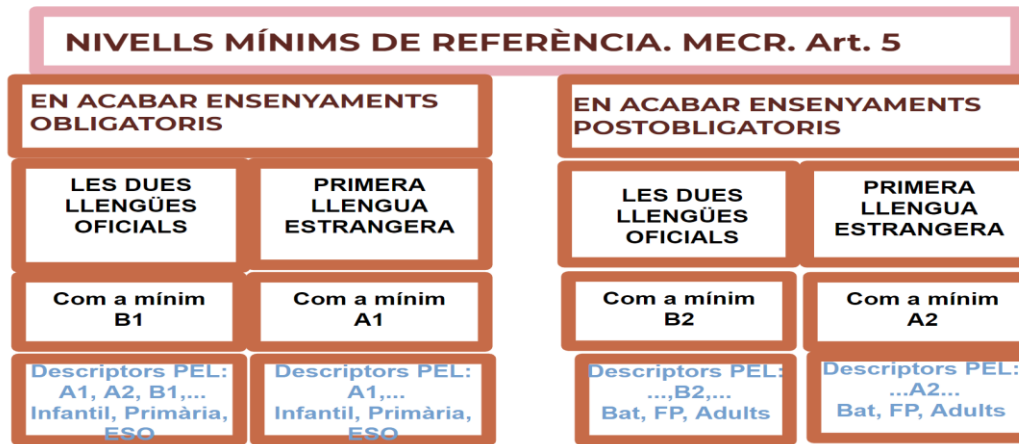 NIVELLS MÍNIMS DE REFERÈNCIA. MECR. Art. 5
EN ACABAR ENSENYAMENTS
OBLIGATORIS
LES DUES
LLENGÜES
OFICIALS
PRIMERA
LLENGUA
ESTRANGERA
Com a mínim
B1
Com a mínim
A1
Descriptors PEL:
A1, A2, B1,...
Infantil, Primària,
ESO
Descriptors PEL:
A1,...
Infantil, Primària,
ESO
EN ACABAR ENSENYAMENTS
POSTOBLIGATORIS
LES DUES
LLENGÜES
OFICIALS
PRIMERA
LLENGUA
ESTRANGERA
Com a mínim
B2
Com a mínim
A2
Descriptors PEL:
...,B2,...
Bat, FP, Adults
Descriptors PEL:
...A2...
Bat, FP, Adults